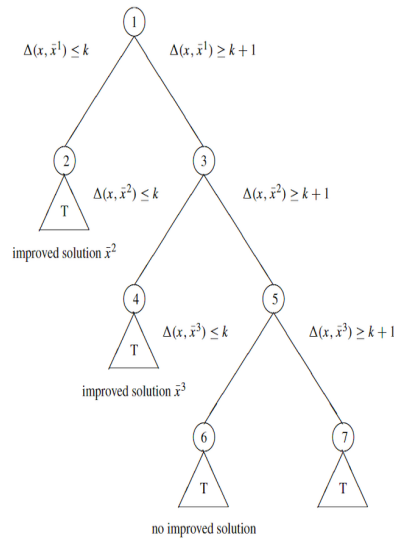 1
Δ(x, x̄¹) ≤ k
Δ(x, x̄¹) ≥ k+1
2
3
T
Δ(x, x̄²) ≤ k
Δ(x, x̄²) ≥ k+1
improved solution x̄²
4
5
T
Δ(x, x̄³) ≤ k
Δ(x, x̄³) ≥ k+1
improved solution x̄³
6
7
T
T
no improved solution